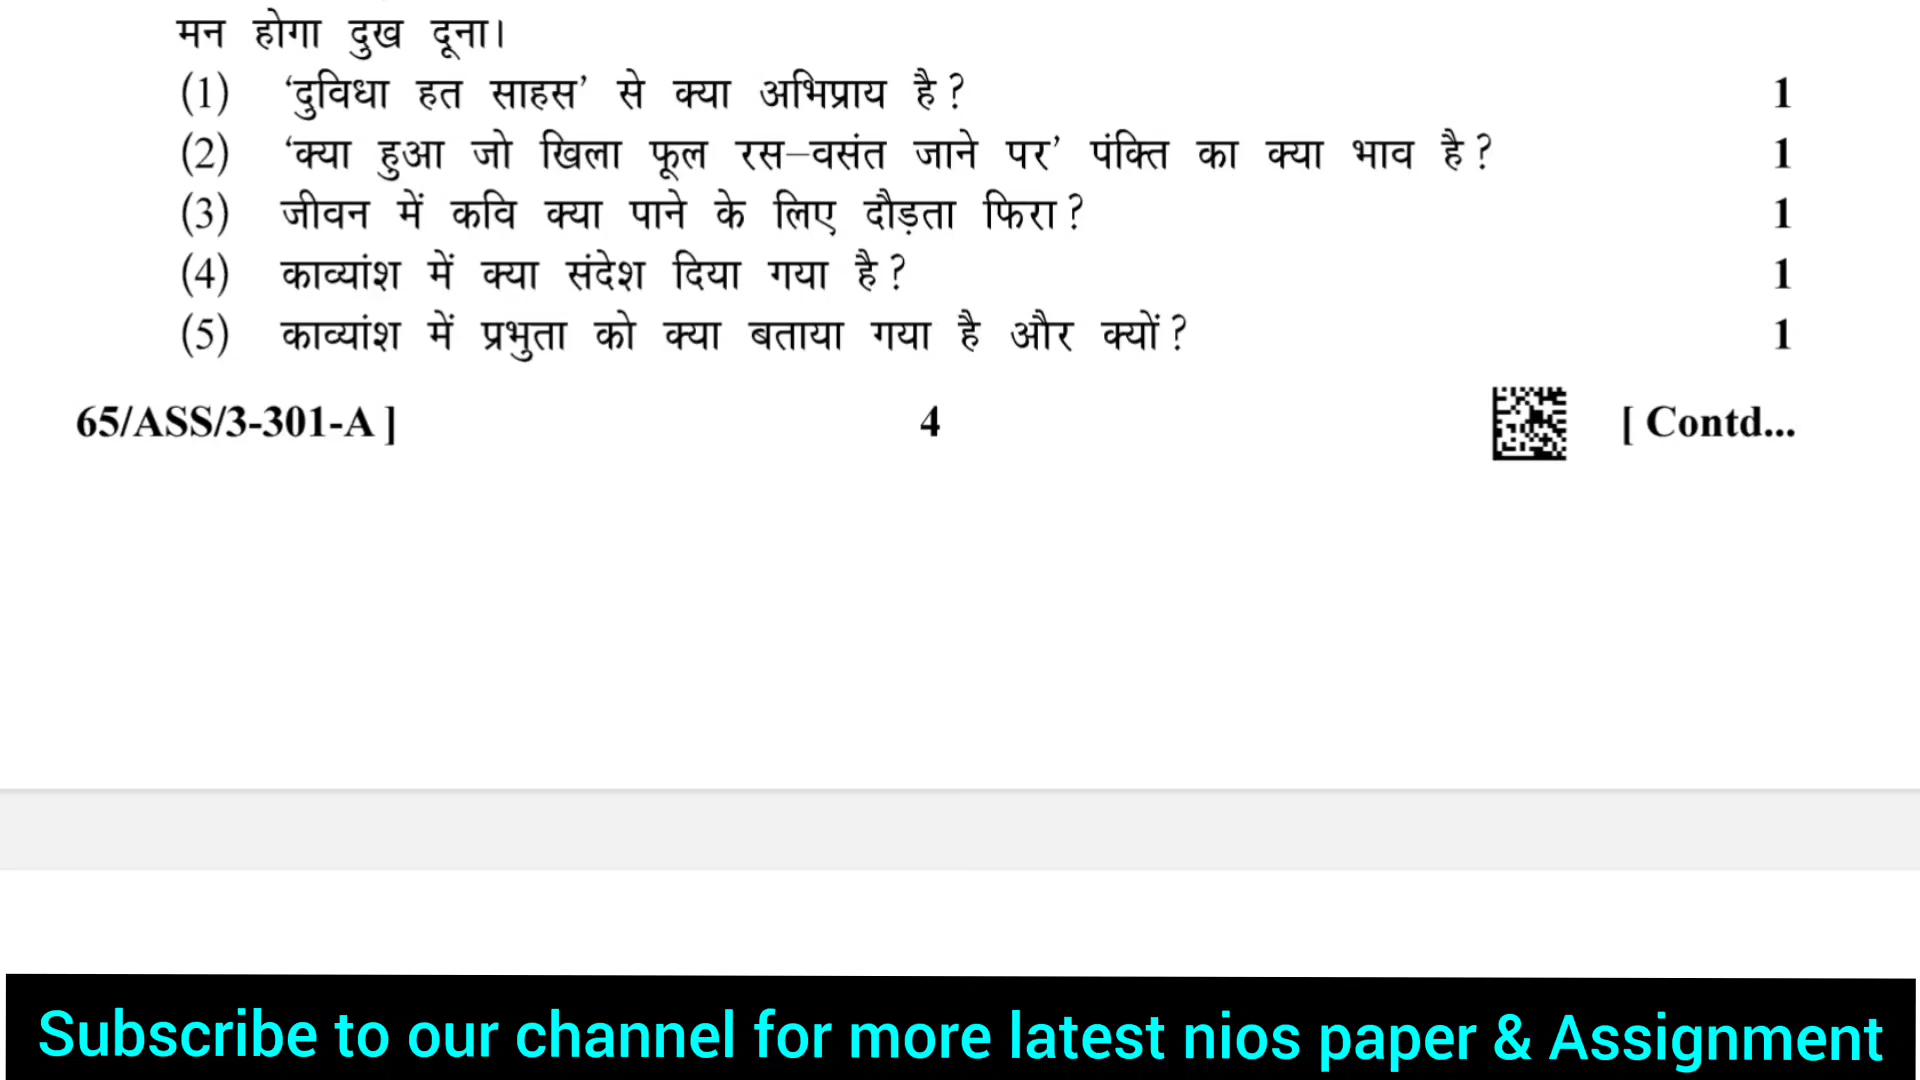 मन होगा दुख दूना।
(1) ‘दुविधा हत साहस’ से क्या अभिप्राय है? 1
(2) ‘क्या हुआ जो खिला फूल रस–वसंत जाने पर’ पंक्ति का क्या भाव है? 1
(3) जीवन में कवि क्या पाने के लिए दौड़ता फिरा? 1
(4) काव्यांश में क्या संदेश दिया गया है? 1
(5) काव्यांश में प्रभुता को क्या बताया गया है और क्यों? 1
65/ASS/3-301-A ] 4 [ Contd...
Subscribe to our channel for more latest nios paper & Assignment